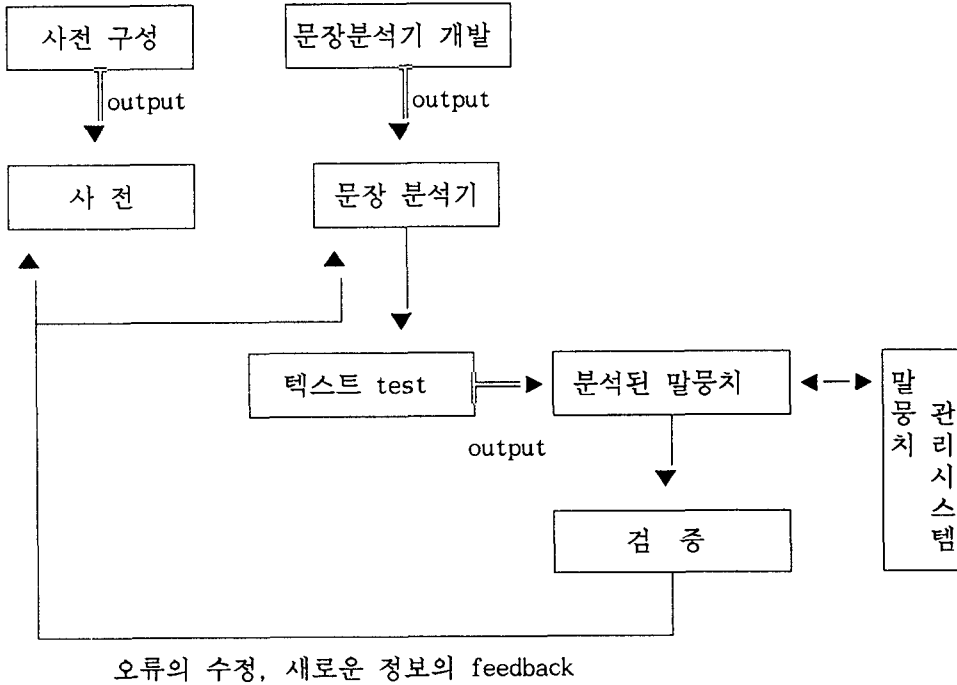 사전 구성
문장분석기 개발
output
output
사 전
문장 분석기
텍스트 test
output
분석된 말뭉치
말뭉치
관리시스템
검 증
오류의 수정, 새로운 정보의 feedback